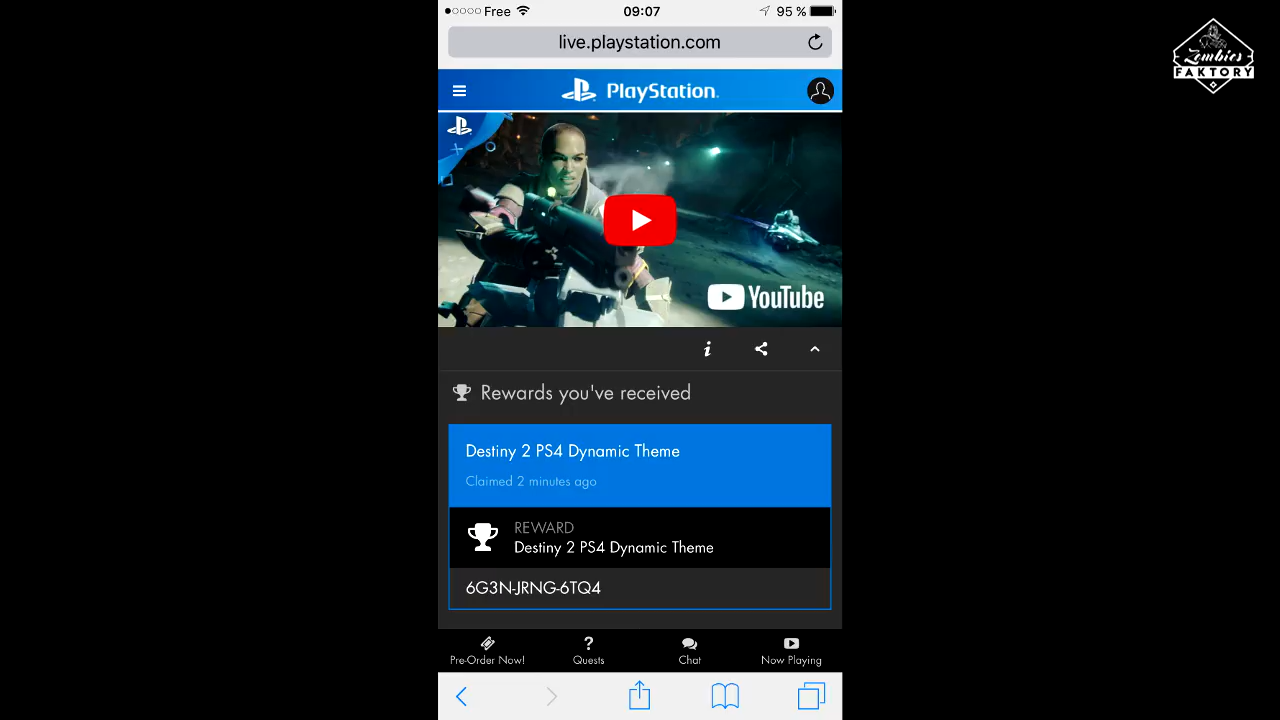 Free 09:07 95 %
live.playstation.com
PlayStation
Zombies
FAKTORY
YouTube
i
Rewards you've received
Destiny 2 PS4 Dynamic Theme
Claimed 2 minutes ago
REWARD
Destiny 2 PS4 Dynamic Theme
6G3N-JRNG-6TQ4
Pre-Order Now! Quests Chat Now Playing